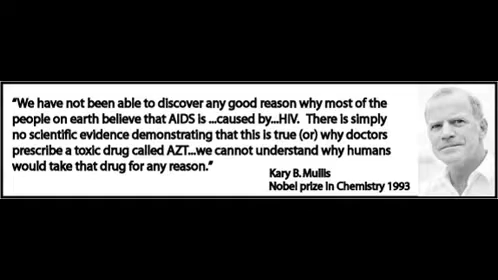 "We have not been able to discover any good reason why most of the
people on earth believe that AIDS is ...caused by...HIV. There is simply
no scientific evidence demonstrating that this is true (or) why doctors
prescribe a toxic drug called AZT...we cannot understand why humans
would take that drug for any reason."
Kary B. Mullis
Nobel prize in Chemistry 1993